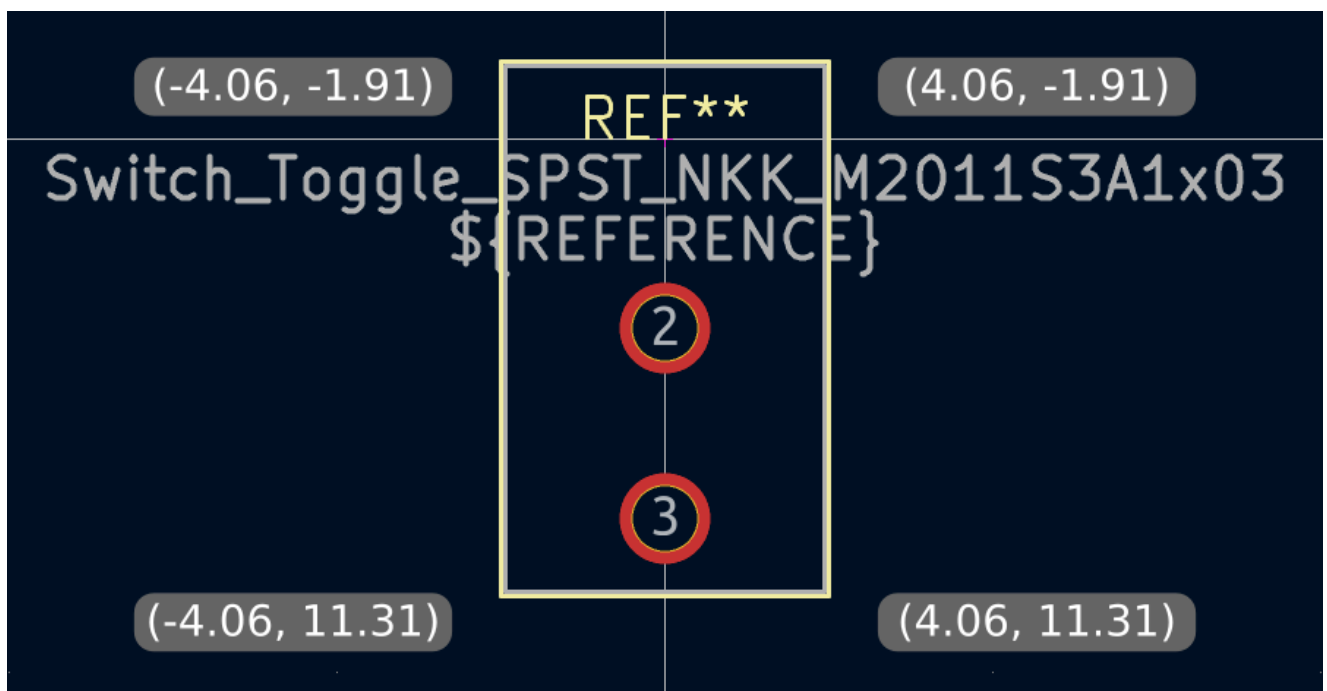 (-4.06, -1.91) (4.06, -1.91)
REF**
Switch_Toggle_SPST_NKK_M2011S3A1x03
${REFERENCE}
2
3
(-4.06, 11.31) (4.06, 11.31)